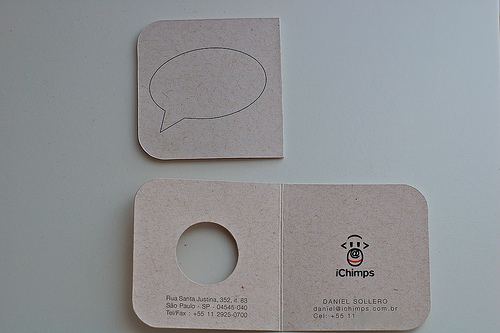 Rua Santa Justina, 352, it. 63
São Paulo - SP - 04545-040
Tel/Fax : +55 11 2925-0700
iChimps
DANIEL SOLLERO
daniel@ichimps.com.br
Cel: +55 11